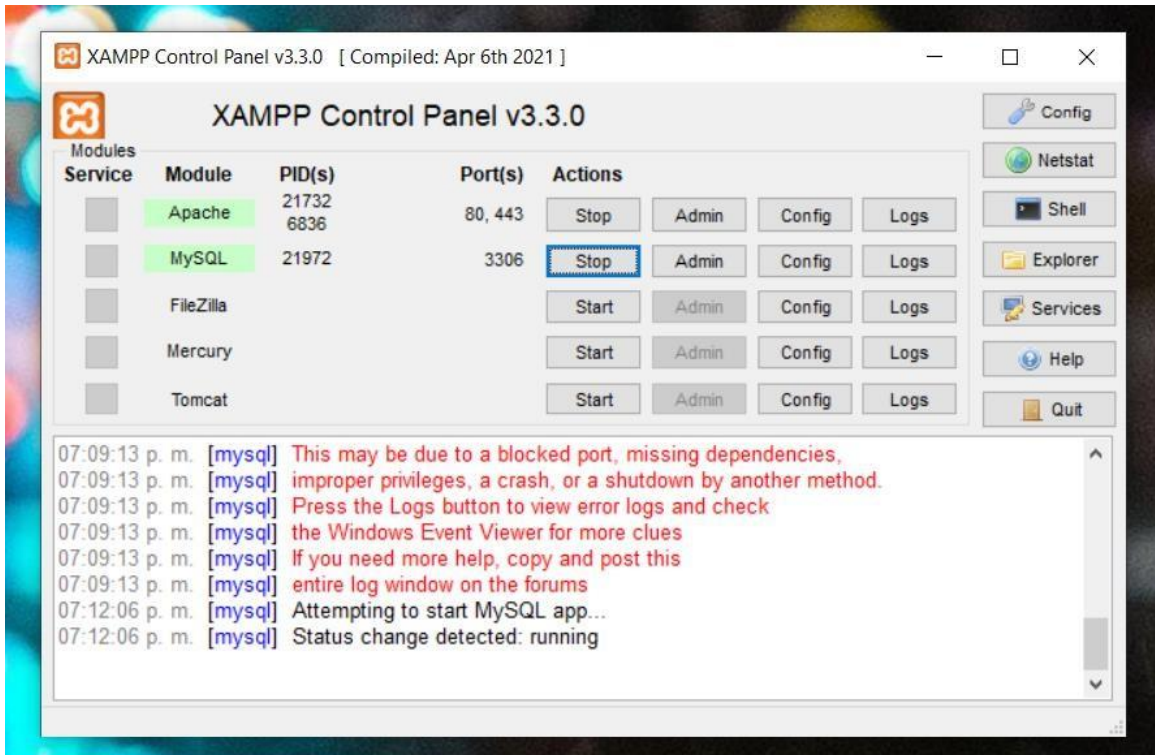 XAMPP Control Panel v3.3.0 [ Compiled: Apr 6th 2021 ]
XAMPP Control Panel v3.3.0
Config
Modules
Netstat
Service Module PID(s) Port(s) Actions
Apache 21732 6836 80, 443 Stop Admin Config Logs
Shell
MySQL 21972 3306 Stop Admin Config Logs
Explorer
FileZilla Start Admin Config Logs
Services
Mercury Start Admin Config Logs
Help
Tomcat Start Admin Config Logs
Quit
07:09:13 p. m. [mysql] This may be due to a blocked port, missing dependencies,
07:09:13 p. m. [mysql] improper privileges, a crash, or a shutdown by another method.
07:09:13 p. m. [mysql] Press the Logs button to view error logs and check
07:09:13 p. m. [mysql] the Windows Event Viewer for more clues
07:09:13 p. m. [mysql] If you need more help, copy and post this
07:09:13 p. m. [mysql] entire log window on the forums
07:12:06 p. m. [mysql] Attempting to start MySQL app...
07:12:06 p. m. [mysql] Status change detected: running